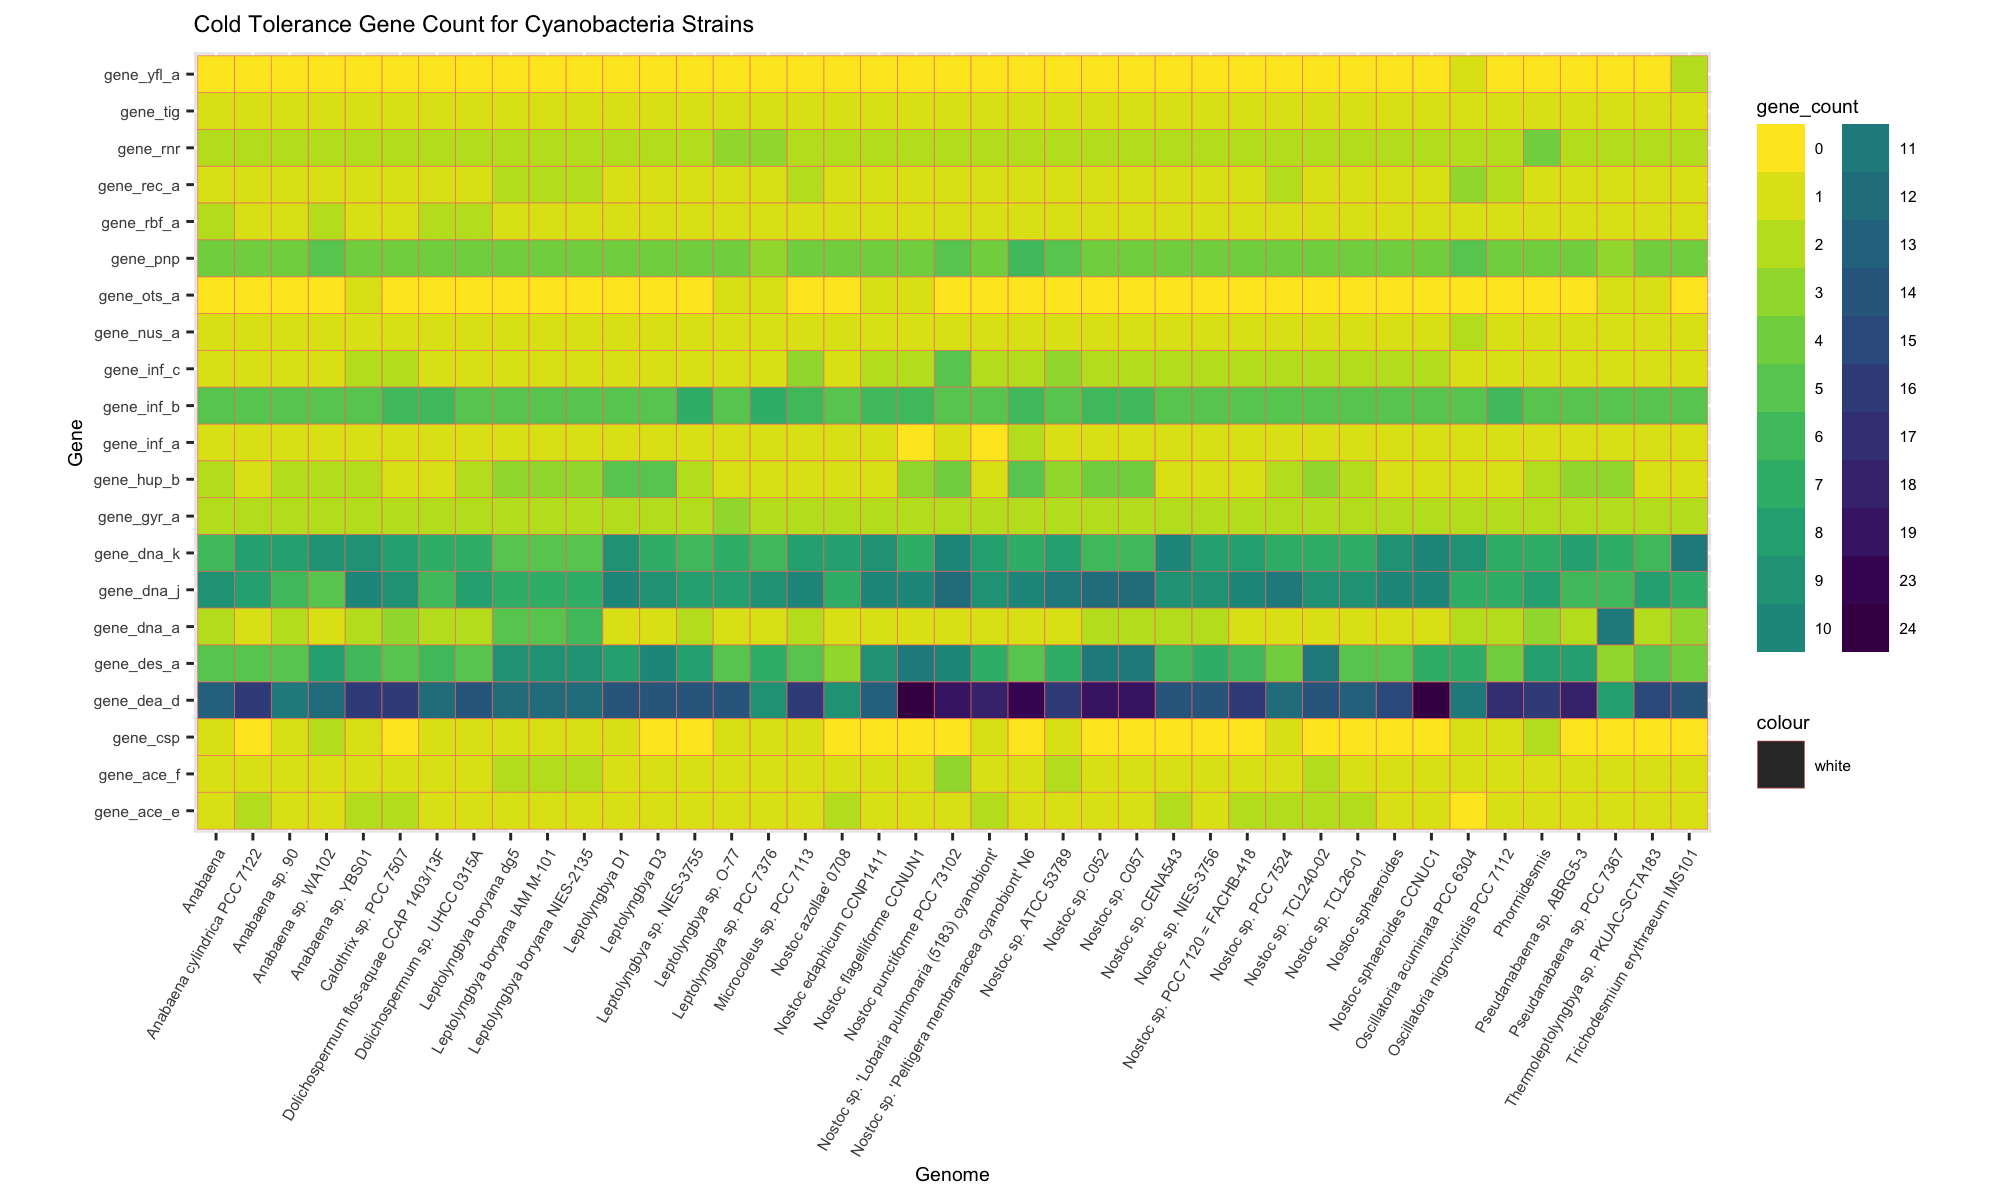 Cold Tolerance Gene Count for Cyanobacteria Strains
Gene
gene_yfl_a
gene_tig
gene_rnr
gene_rec_a
gene_rbf_a
gene_pnp
gene_ots_a
gene_nus_a
gene_inf_c
gene_inf_b
gene_inf_a
gene_hup_b
gene_gyr_a
gene_dna_k
gene_dna_j
gene_dna_a
gene_des_a
gene_dea_d
gene_csp
gene_ace_f
gene_ace_e
Anabaena
Anabaena cylindrica PCC 7122
Anabaena sp. 90
Anabaena sp. WA102
Anabaena sp. YBS01
Calothrix sp. PCC 7507
Dolichospermum flos-aquae CCAP 1403/13F
Dolichospermum sp. UHCC 0315A
Leptolyngbya boryana dg5
Leptolyngbya boryana IAM M-101
Leptolyngbya boryana NIES-2135
Leptolyngbya D1
Leptolyngbya D3
Leptolyngbya sp. NIES-3755
Leptolyngbya sp. O-77
Leptolyngbya sp. PCC 7376
Microcoleus sp. PCC 7113
Nostoc azollae' 0708
Nostoc edaphicum CCNP1411
Nostoc flagelliforme CCNUN1
Nostoc punctiforme PCC 73102
Nostoc sp. 'Lobaria pulmonaria (5183) cyanobiont'
Nostoc sp. 'Peltigera membranacea cyanobiont' N6
Nostoc sp. ATCC 53789
Nostoc sp. C052
Nostoc sp. C057
Nostoc sp. CENA543
Nostoc sp. NIES-3756
Nostoc sp. PCC 7120 = FACHB-418
Nostoc sp. PCC 7524
Nostoc sp. TCL240-02
Nostoc sp. TCL26-01
Nostoc sphaeroides
Nostoc sphaeroides CCNUC1
Oscillatoria acuminata PCC 6304
Oscillatoria nigro-viridis PCC 7112
Phormidesmis
Pseudanabaena sp. ABRG5-3
Pseudanabaena sp. PCC 7367
Thermoleptolyngbya sp. PKUAC-SCTA183
Trichodesmium erythraeum IMS101
Genome
gene_count
0
1
2
3
4
5
6
7
8
9
10
11
12
13
14
15
16
17
18
19
23
24
colour
white